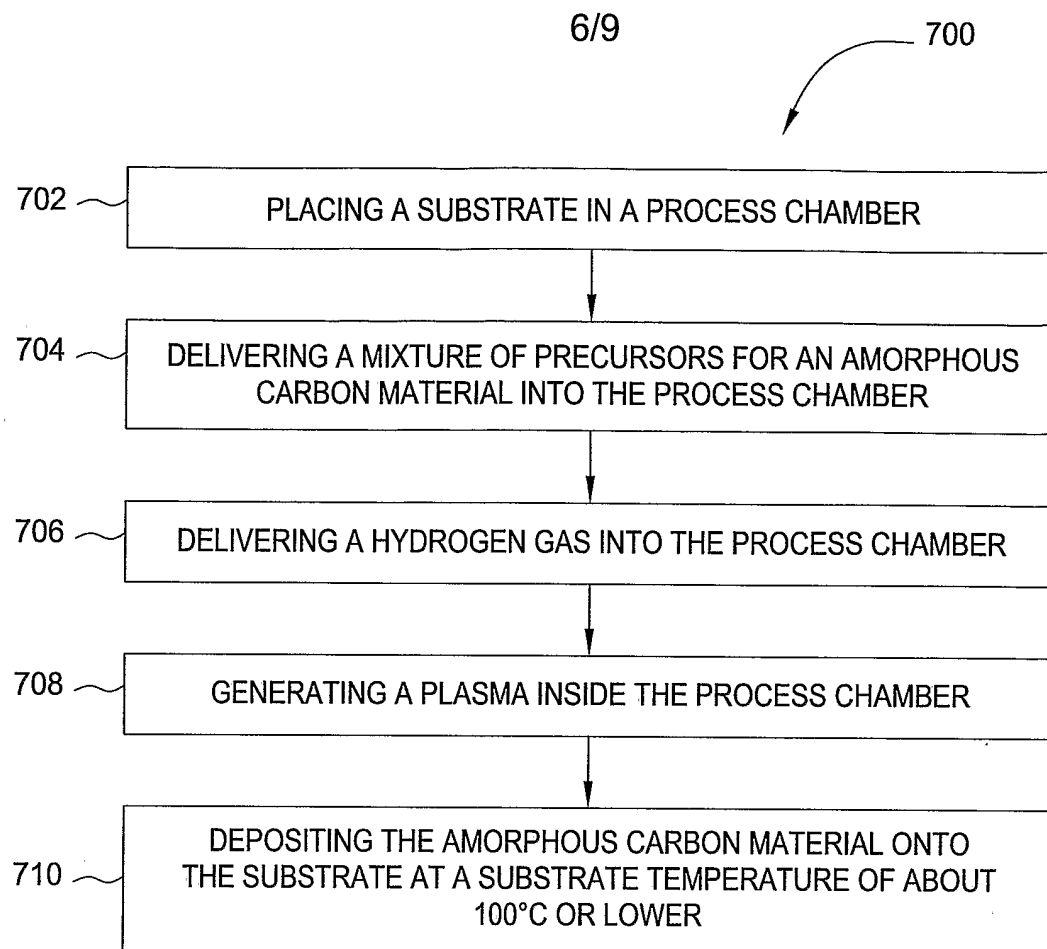 6/9
700
702
PLACING A SUBSTRATE IN A PROCESS CHAMBER
704
DELIVERING A MIXTURE OF PRECURSORS FOR AN AMORPHOUS
CARBON MATERIAL INTO THE PROCESS CHAMBER
706
DELIVERING A HYDROGEN GAS INTO THE PROCESS CHAMBER
708
GENERATING A PLASMA INSIDE THE PROCESS CHAMBER
710
DEPOSITING THE AMORPHOUS CARBON MATERIAL ONTO
THE SUBSTRATE AT A SUBSTRATE TEMPERATURE OF ABOUT
100°C OR LOWER